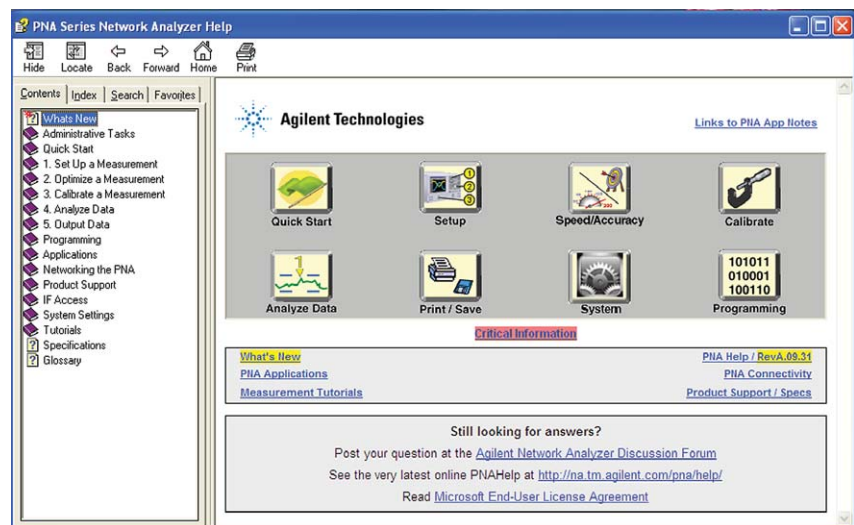 PNA Series Network Analyzer Help
Hide Locate Back Forward Home Print
Contents Index Search Favorites
Whats New
Administrative Tasks
Quick Start
1. Set Up a Measurement
2. Optimize a Measurement
3. Calibrate a Measurement
4. Analyze Data
5. Output Data
Programming
Applications
Networking the PNA
Product Support
IF Access
System Settings
Tutorials
Specifications
Glossary
Agilent Technologies
Links to PNA App Notes
Quick Start Setup Speed/Accuracy Calibrate
101011
010001
100110
Analyze Data Print / Save System Programming
Critical Information
What's New PNA Help / RevA.09.31
PNA Applications PNA Connectivity
Measurement Tutorials Product Support / Specs
Still looking for answers?
Post your question at the Agilent Network Analyzer Discussion Forum
See the very latest online PNAHelp at http://na.tm.agilent.com/pna/help/
Read Microsoft End-User License Agreement